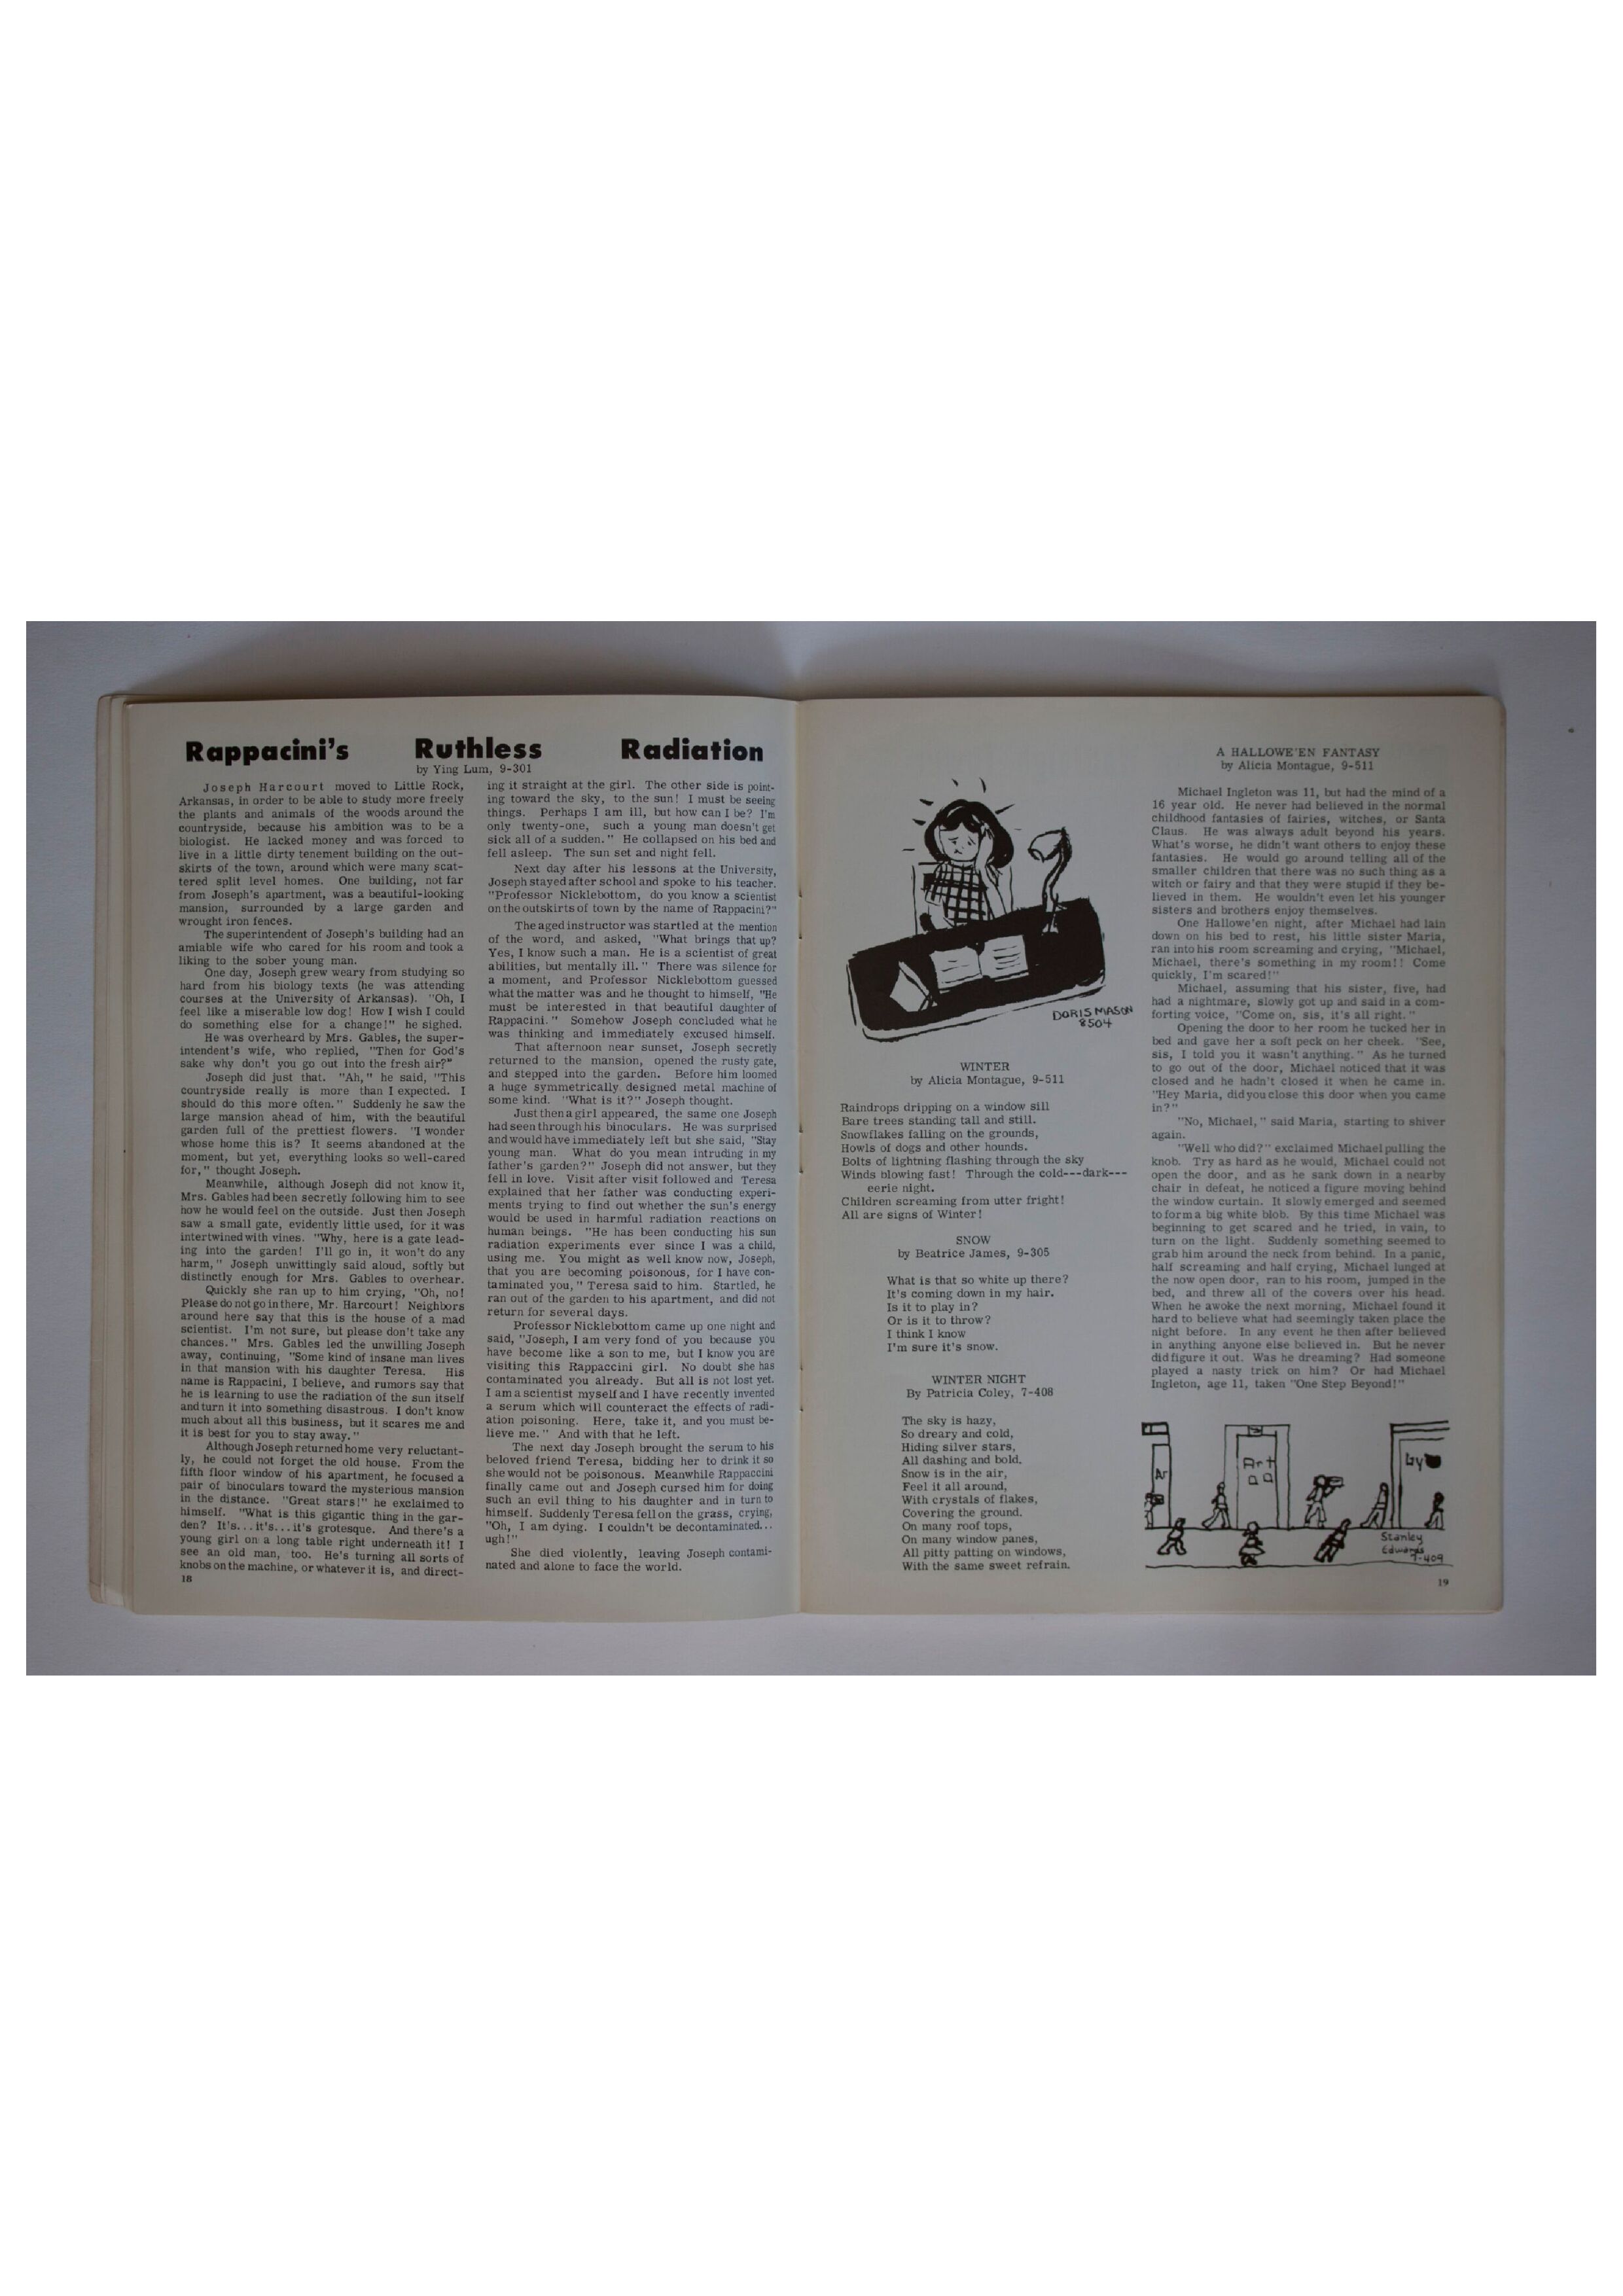 Rappacini's Ruthless Radiation
by Ying Lum, 9-301
Joseph Harcourt moved to Little Rock,
Arkansas, in order to be able to study more freely
the plants and animals of the woods around the
countryside, because his ambition was to be a
biologist. He lacked money and was forced to
live in a little dirty tenement building on the out-
skirts of the town, around which were many scat-
tered split level homes. One building, not far
from Joseph's apartment, was a beautiful-looking
mansion, surrounded by a large garden and
wrought iron fences.
The superintendent of Joseph's building had an
amiable wife who cared for his room and took a
liking to the sober young man.
One day, Joseph grew weary from studying so
hard from his biology texts (he was attending
courses at the University of Arkansas). "Oh, I
feel like a miserable low dog! How I wish I could
do something else for a change!" he sighed.
He was overheard by Mrs. Gables, the super-
intendent's wife, who replied, "Then for God's
sake why don't you go out into the fresh air?"
Joseph did just that. "Ah," he said, "This
countryside really is more than I expected. I
should do this more often." Suddenly he saw the
large mansion ahead of him, with the beautiful
garden full of the prettiest flowers. "I wonder
whose home this is? It seems abandoned at the
moment, but yet, everything looks so well-cared
for," thought Joseph.
Meanwhile, although Joseph did not know it,
Mrs. Gables had been secretly following him to see
how he would feel on the outside. Just then Joseph
saw a small gate, evidently little used, for it was
intertwined with vines. "Why, here is a gate lead-
ing into the garden! I'll go in, it won't do any
harm," Joseph unwittingly said aloud, softly but
distinctly enough for Mrs. Gables to overhear.
Quickly she ran up to him crying, "Oh, no!
Please do not go in there, Mr. Harcourt! Neighbors
around here say that this is the house of a mad
scientist. I'm not sure, but please don't take any
chances." Mrs. Gables led the unwilling Joseph
away, continuing, "Some kind of insane man lives
in that mansion with his daughter Teresa. His
name is Rappacini, I believe, and rumors say that
he is learning to use the radiation of the sun itself
and turn it into something disastrous. I don't know
much about all this business, but it scares me and
it is best for you to stay away."
Although Joseph returned home very reluctant-
ly, he could not forget the old house. From the
fifth floor window of his apartment, he focused a
pair of binoculars toward the mysterious mansion
in the distance. "Great stars!" he exclaimed to
himself. "What is this gigantic thing in the gar-
den? It's...it's...it's grotesque. And there's a
young girl on a long table right underneath it! I
see an old man, too. He's turning all sorts of
knobs on the machine, or whatever it is, and direct-
18
ing it straight at the girl. The other side is point-
ing toward the sky, to the sun! I must be seeing
things. Perhaps I am ill, but how can I be? I'm
only twenty-one, such a young man doesn't get
sick all of a sudden." He collapsed on his bed and
fell asleep. The sun set and night fell.
Next day after his lessons at the University,
Joseph stayed after school and spoke to his teacher.
"Professor Nicklebottom, do you know a scientist
on the outskirts of town by the name of Rappacini?"
The aged instructor was startled at the mention
of the word, and asked, "What brings that up?
Yes, I know such a man. He is a scientist of great
abilities, but mentally ill." There was silence for
a moment, and Professor Nicklebottom guessed
what the matter was and he thought to himself, "He
must be interested in that beautiful daughter of
Rappacini." Somehow Joseph concluded what he
was thinking and immediately excused himself.
That afternoon near sunset, Joseph secretly
returned to the mansion, opened the rusty gate,
and stepped into the garden. Before him loomed
a huge symmetrically designed metal machine of
some kind. "What is it?" Joseph thought.
Just then a girl appeared, the same one Joseph
had seen through his binoculars. He was surprised
and would have immediately left but she said, "Stay
young man. What do you mean intruding in my
father's garden?" Joseph did not answer, but they
fell in love. Visit after visit followed and Teresa
explained that her father was conducting experi-
ments trying to find out whether the sun's energy
would be used in harmful radiation reactions on
human beings. "He has been conducting his sun
radiation experiments ever since I was a child,
using me. You might as well know now, Joseph,
that you are becoming poisonous, for I have con-
taminated you," Teresa said to him. Startled, he
ran out of the garden to his apartment, and did not
return for several days.
Professor Nicklebottom came up one night and
said, "Joseph, I am very fond of you because you
have become like a son to me, but I know you are
visiting this Rappaccini girl. No doubt she has
contaminated you already. But all is not lost yet.
I am a scientist myself and I have recently invented
a serum which will counteract the effects of radi-
ation poisoning. Here, take it, and you must be-
lieve me." And with that he left.
The next day Joseph brought the serum to his
beloved friend Teresa, bidding her to drink it so
she would not be poisonous. Meanwhile Rappaccini
finally came out and Joseph cursed him for doing
such an evil thing to his daughter and in turn to
himself. Suddenly Teresa fell on the grass, crying,
"Oh, I am dying. I couldn't be decontaminated...
ugh!"
She died violently, leaving Joseph contami-
nated and alone to face the world.
DORIS MASON
8504
WINTER
by Alicia Montague, 9-511
Raindrops dripping on a window sill
Bare trees standing tall and still.
Snowflakes falling on the grounds,
Howls of dogs and other hounds.
Bolts of lightning flashing through the sky
Winds blowing fast! Through the cold---dark---
eerie night.
Children screaming from utter fright!
All are signs of Winter!
SNOW
by Beatrice James, 9-305
What is that so white up there?
It's coming down in my hair.
Is it to play in?
Or is it to throw?
I think I know
I'm sure it's snow.
WINTER NIGHT
By Patricia Coley, 7-408
The sky is hazy,
So dreary and cold,
Hiding silver stars,
All dashing and bold.
Snow is in the air,
Feel it all around,
With crystals of flakes,
Covering the ground.
On many roof tops,
On many window panes,
All pitty patting on windows,
With the same sweet refrain.
A HALLOWE'EN FANTASY
by Alicia Montague, 9-511
Michael Ingleton was 11, but had the mind of a
16 year old. He never had believed in the normal
childhood fantasies of fairies, witches, or Santa
Claus. He was always adult beyond his years.
What's worse, he didn't want others to enjoy these
fantasies. He would go around telling all of the
smaller children that there was no such thing as a
witch or fairy and that they were stupid if they be-
lieved in them. He wouldn't even let his younger
sisters and brothers enjoy themselves.
One Hallowe'en night, after Michael had lain
down on his bed to rest, his little sister Maria,
ran into his room screaming and crying, "Michael,
Michael, there's something in my room!! Come
quickly, I'm scared!"
Michael, assuming that his sister, five, had
had a nightmare, slowly got up and said in a com-
forting voice, "Come on, sis, it's all right."
Opening the door to her room he tucked her in
bed and gave her a soft peck on her cheek. "See,
sis, I told you it wasn't anything." As he turned
to go out of the door, Michael noticed that it was
closed and he hadn't closed it when he came in.
"Hey Maria, did you close this door when you came
in?"
"No, Michael," said Maria, starting to shiver
again.
"Well who did?" exclaimed Michael pulling the
knob. Try as hard as he would, Michael could not
open the door, and as he sank down in a nearby
chair in defeat, he noticed a figure moving behind
the window curtain. It slowly emerged and seemed
to form a big white blob. By this time Michael was
beginning to get scared and he tried, in vain, to
turn on the light. Suddenly something seemed to
grab him around the neck from behind. In a panic,
half screaming and half crying, Michael lunged at
the now open door, ran to his room, jumped in the
bed, and threw all of the covers over his head.
When he awoke the next morning, Michael found it
hard to believe what had seemingly taken place the
night before. In any event he then after believed
in anything anyone else believed in. But he never
did figure it out. Was he dreaming? Had someone
played a nasty trick on him? Or had Michael
Ingleton, age 11, taken "One Step Beyond!"
Ar
Art
Gy
Stanley
Edwards
7-409
19